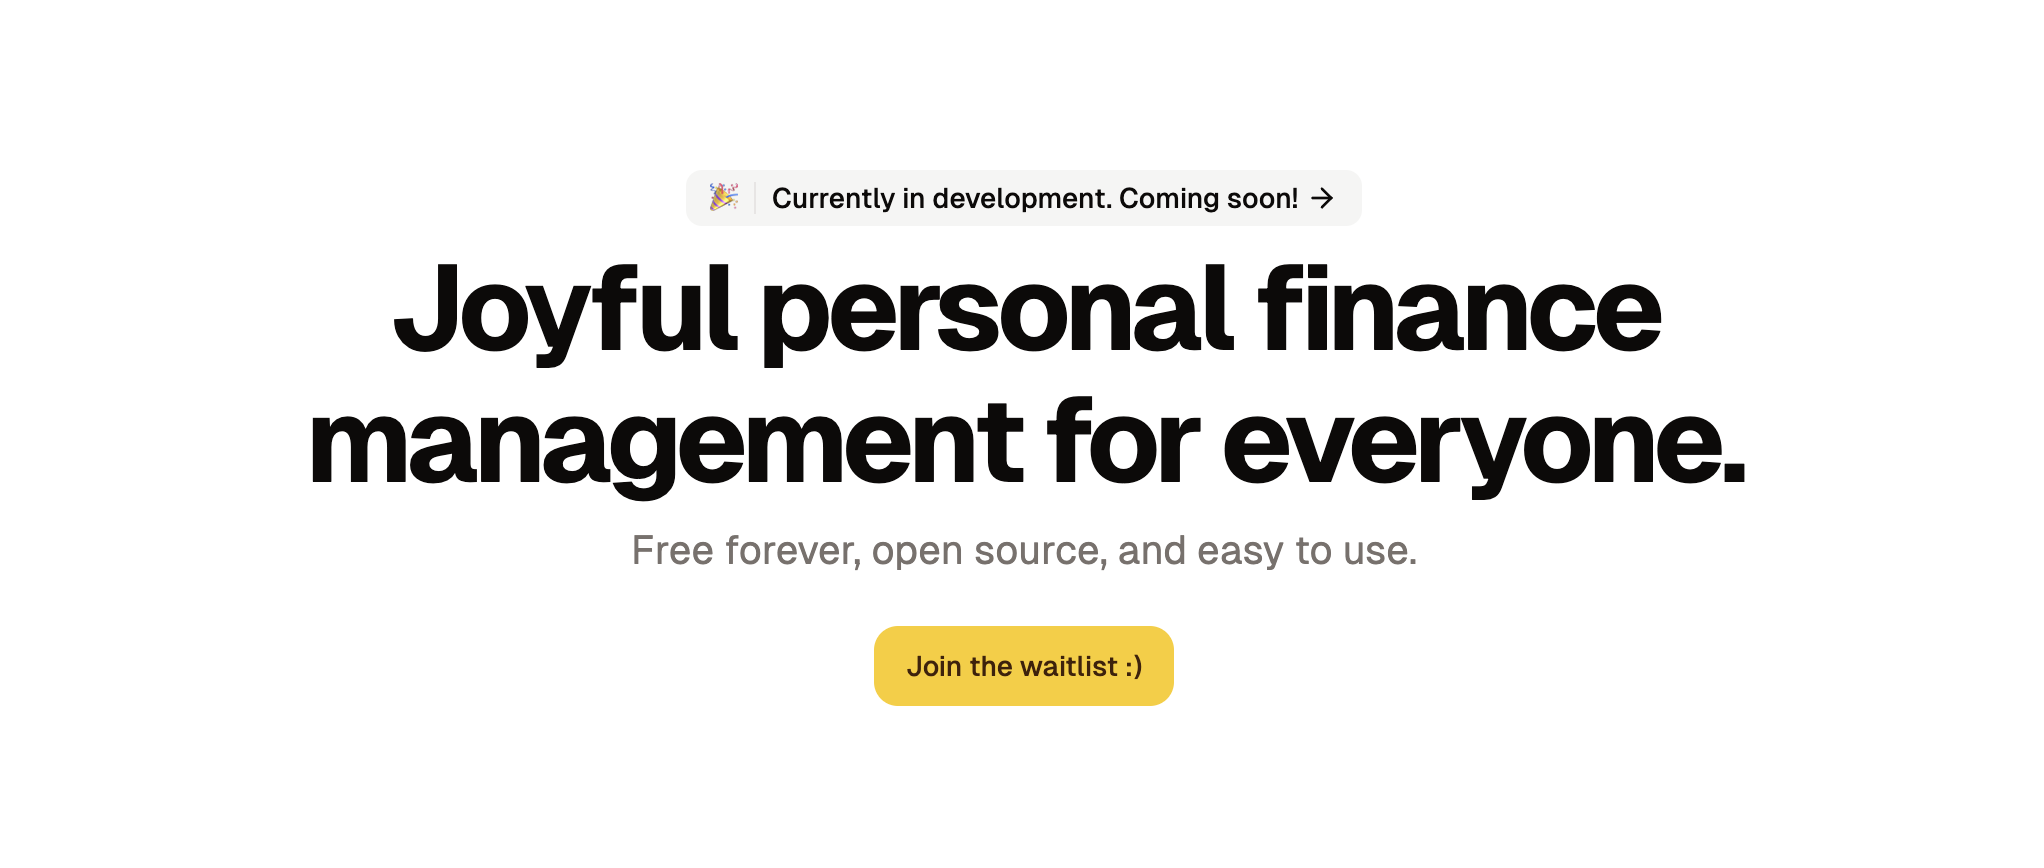 🎉 Currently in development. Coming soon! →
Joyful personal finance
management for everyone.
Free forever, open source, and easy to use.
Join the waitlist :)